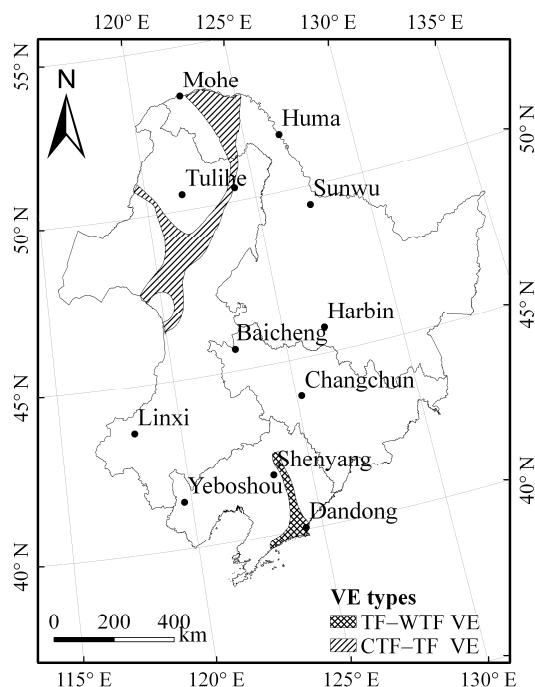 120° E 125° E 130° E 135° E
55° N
50° N
45° N
40° N
N
Mohe
Huma
Tulihe
Sunwu
Harbin
Baicheng
Changchun
Linxi
Shenyang
Yeboshou
Dandong
50° N
45° N
40° N
VE types
TF–WTF VE
CTF–TF VE
0 200 400
km
115° E 120° E 125° E 130° E